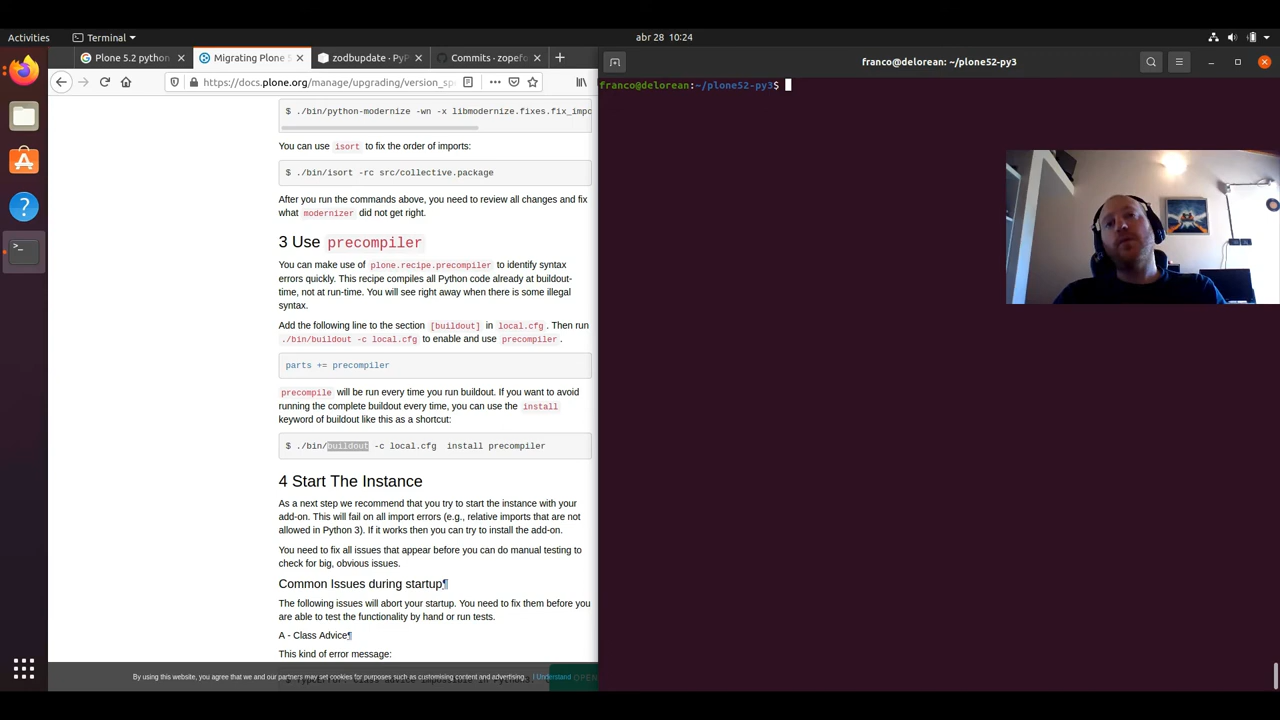 Activities
Terminal
abr 28 10:24
Plone 5.2 python
Migrating Plone 5
zodbupdate · PyP
Commits · zopefo
franco@delorean: ~/plone52-py3
https://docs.plone.org/manage/upgrading/version_spe
franco@delorean:~/plone52-py3$
$ ./bin/python-modernize -wn -x libmodernize.fixes.fix_impo
You can use isort to fix the order of imports:
$ ./bin/isort -rc src/collective.package
After you run the commands above, you need to review all changes and fix
what modernizer did not get right.
3 Use precompiler
You can make use of plone.recipe.precompiler to identify syntax
errors quickly. This recipe compiles all Python code already at buildout-
time, not at run-time. You will see right away when there is some illegal
syntax.
Add the following line to the section [buildout] in local.cfg. Then run
./bin/buildout -c local.cfg to enable and use precompiler.
parts += precompiler
precompile will be run every time you run buildout. If you want to avoid
running the complete buildout every time, you can use the install
keyword of buildout like this as a shortcut:
$ ./bin/buildout -c local.cfg  install precompiler
4 Start The Instance
As a next step we recommend that you try to start the instance with your
add-on. This will fail on all import errors (e.g., relative imports that are not
allowed in Python 3). If it works then you can try to install the add-on.
You need to fix all issues that appear before you can do manual testing to
check for big, obvious issues.
Common Issues during startup¶
The following issues will abort your startup. You need to fix them before you
are able to test the functionality by hand or run tests.
A - Class Advice¶
This kind of error message:
By using this website, you agree that we and our partners may set cookies for purposes such as customising content and advertising. I Understand
OPEN
$ TypeError: Class advice impossible in Python3.